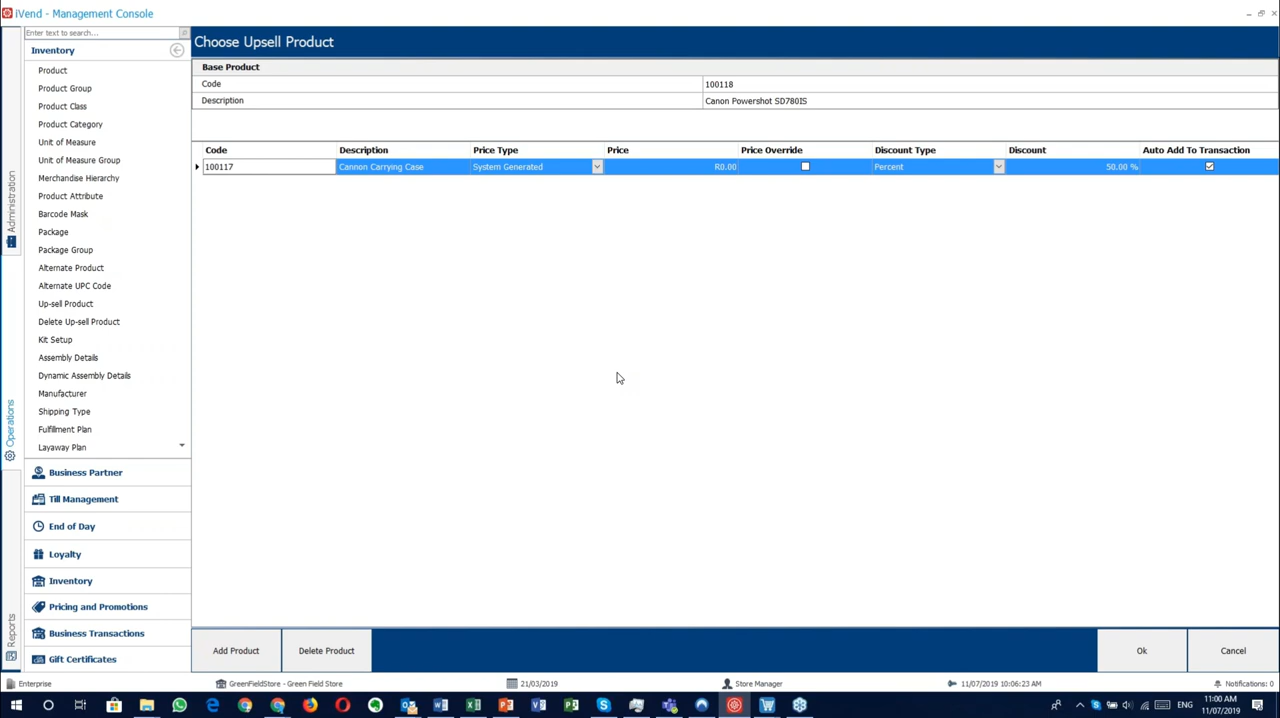 iVend - Management Console
Enter text to search...
Choose Upsell Product
Inventory
Base Product
Product
Product Group
Product Class
Product Category
Unit of Measure
Unit of Measure Group
Merchandise Hierarchy
Product Attribute
Barcode Mask
Package
Package Group
Alternate Product
Alternate UPC Code
Up-sell Product
Delete Up-sell Product
Kit Setup
Assembly Details
Dynamic Assembly Details
Manufacturer
Shipping Type
Fulfillment Plan
Layaway Plan
Business Partner
Till Management
End of Day
Loyalty
Inventory
Pricing and Promotions
Business Transactions
Gift Certificates
Administration
Operations
Reports
Code 100118
Description Canon Powershot SD780IS
Code Description Price Type Price Price Override Discount Type Discount Auto Add To Transaction
100117 Cannon Carrying Case System Generated R0.00 Percent 50.00 %
Add Product Delete Product Ok Cancel
Enterprise GreenFieldStore - Green Field Store 21/03/2019 Store Manager 11/07/2019 10:06:23 AM Notifications: 0
ENG 11:00 AM
11/07/2019